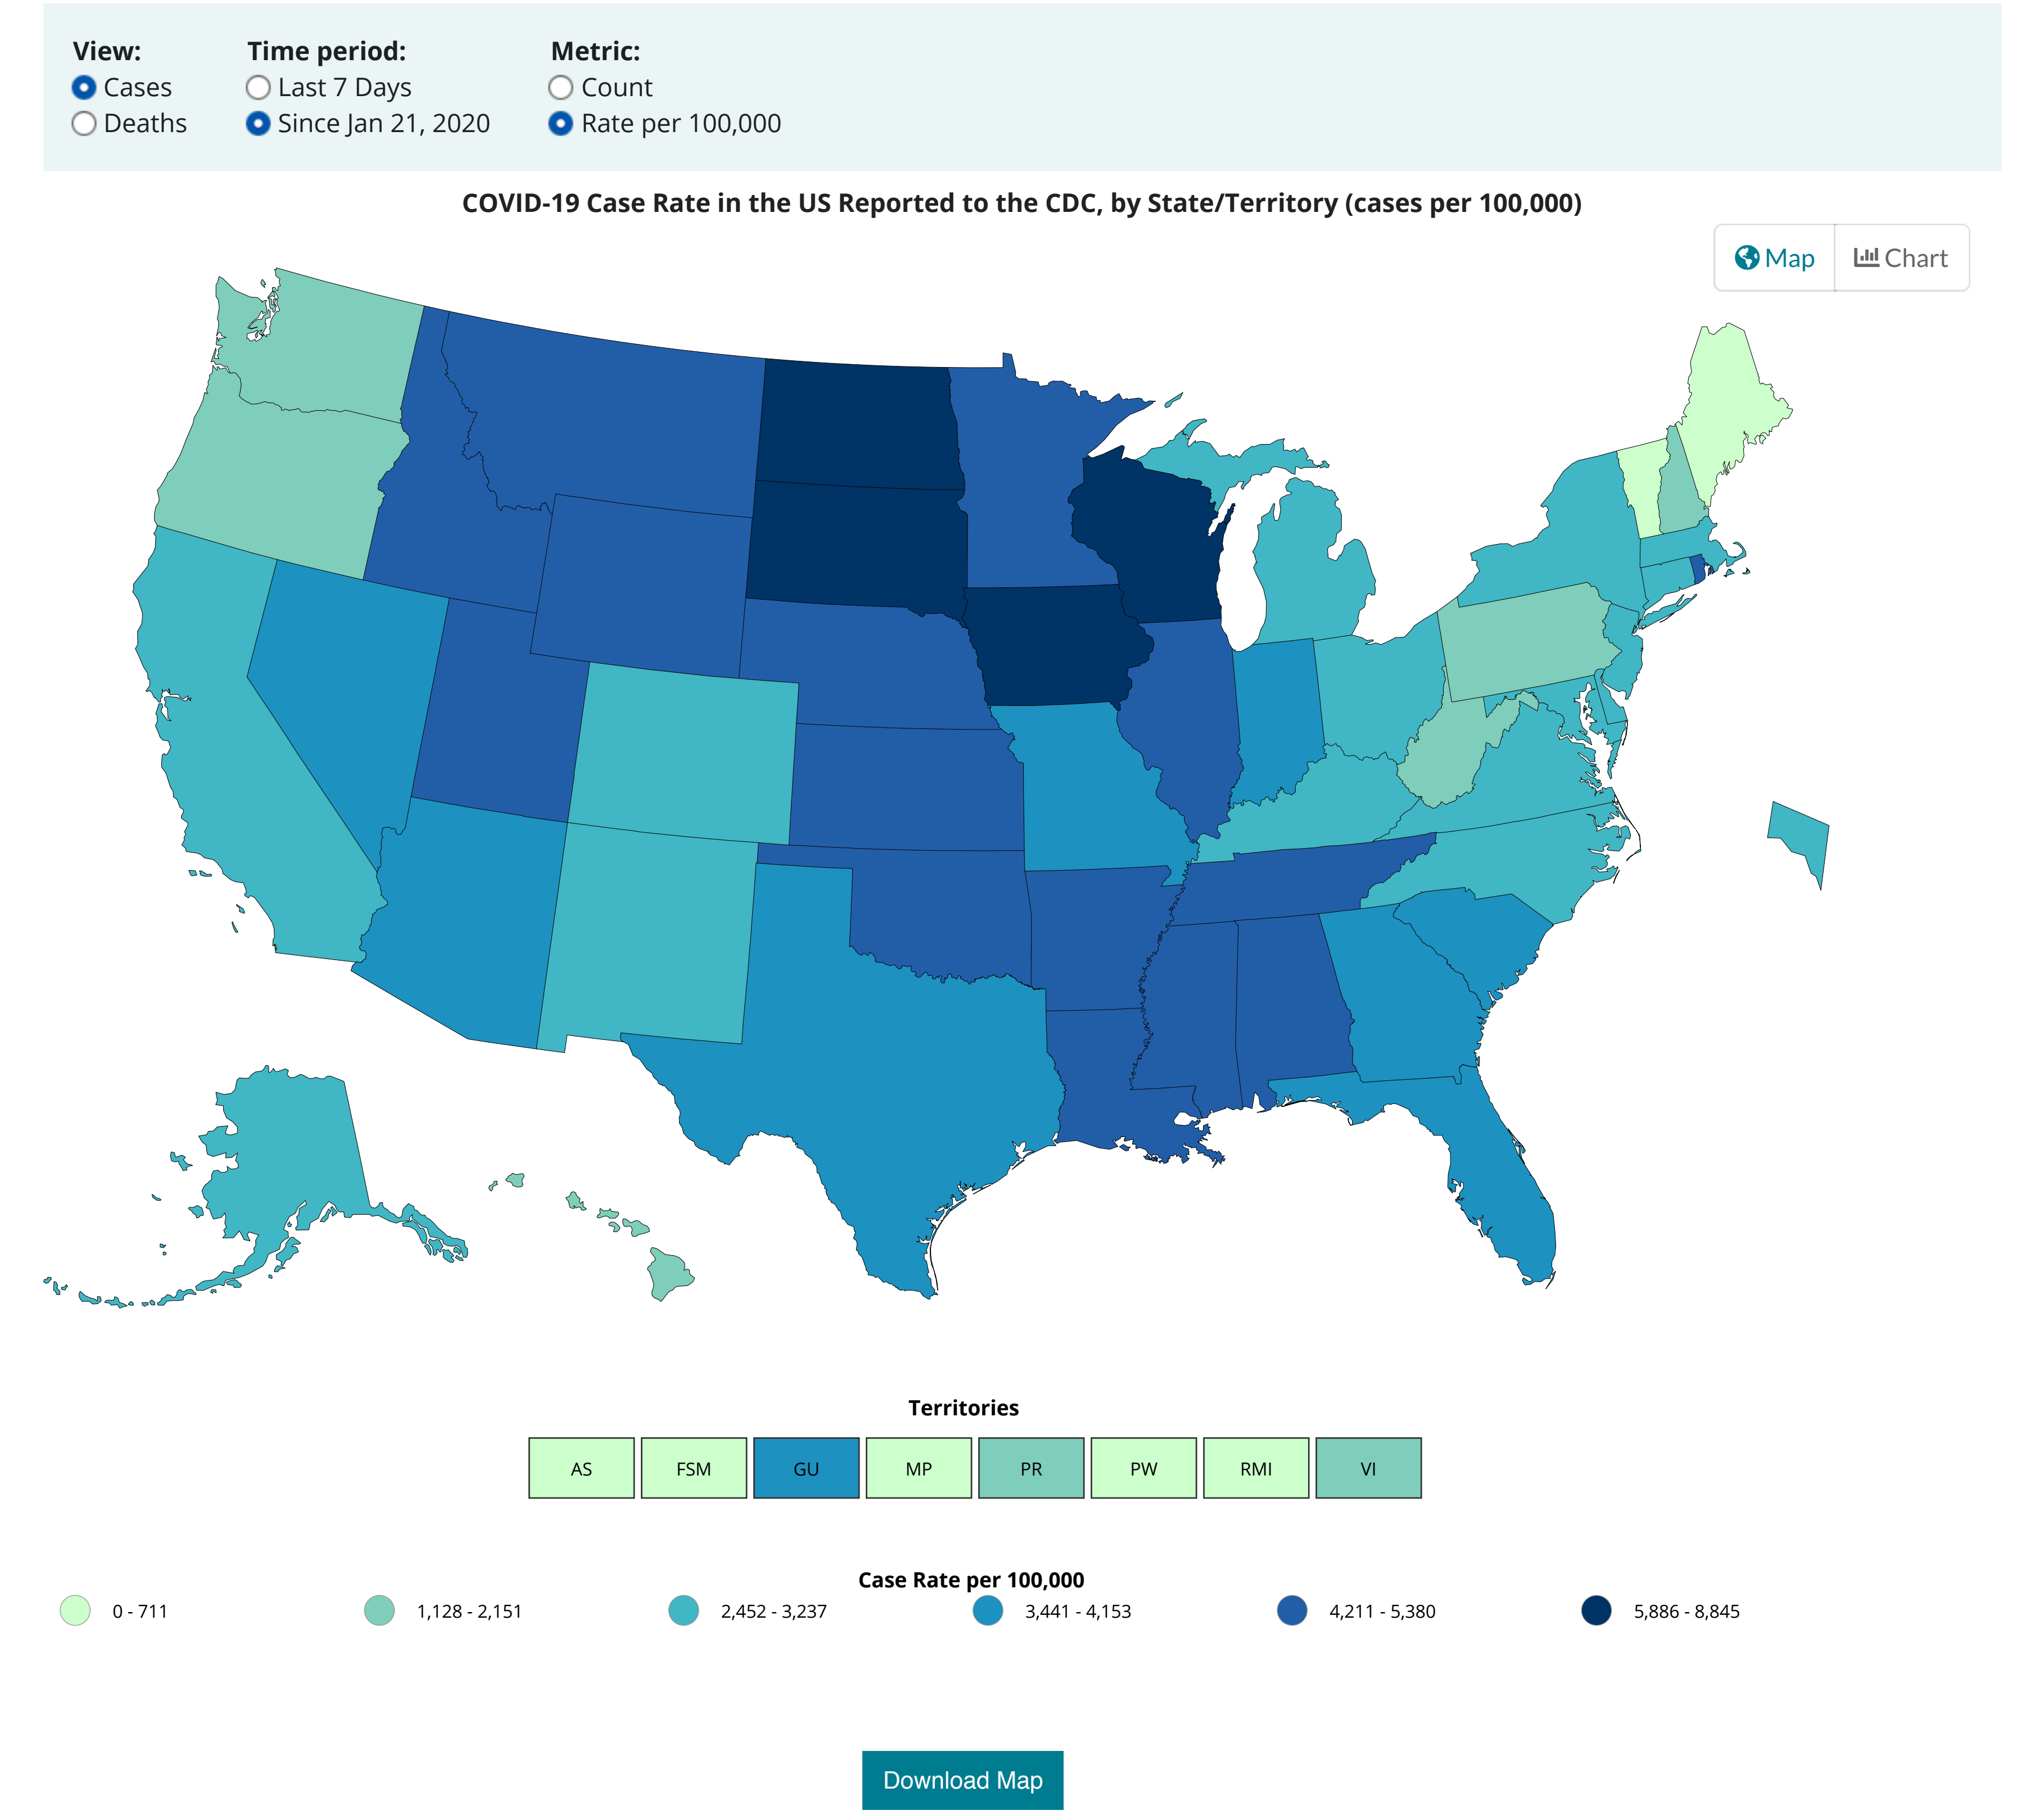 View:
Cases
Deaths
Time period:
Last 7 Days
Since Jan 21, 2020
Metric:
Count
Rate per 100,000
COVID-19 Case Rate in the US Reported to the CDC, by State/Territory (cases per 100,000)
Map
Chart
Territories
AS
FSM
GU
MP
PR
PW
RMI
VI
Case Rate per 100,000
0 - 711
1,128 - 2,151
2,452 - 3,237
3,441 - 4,153
4,211 - 5,380
5,886 - 8,845
Download Map